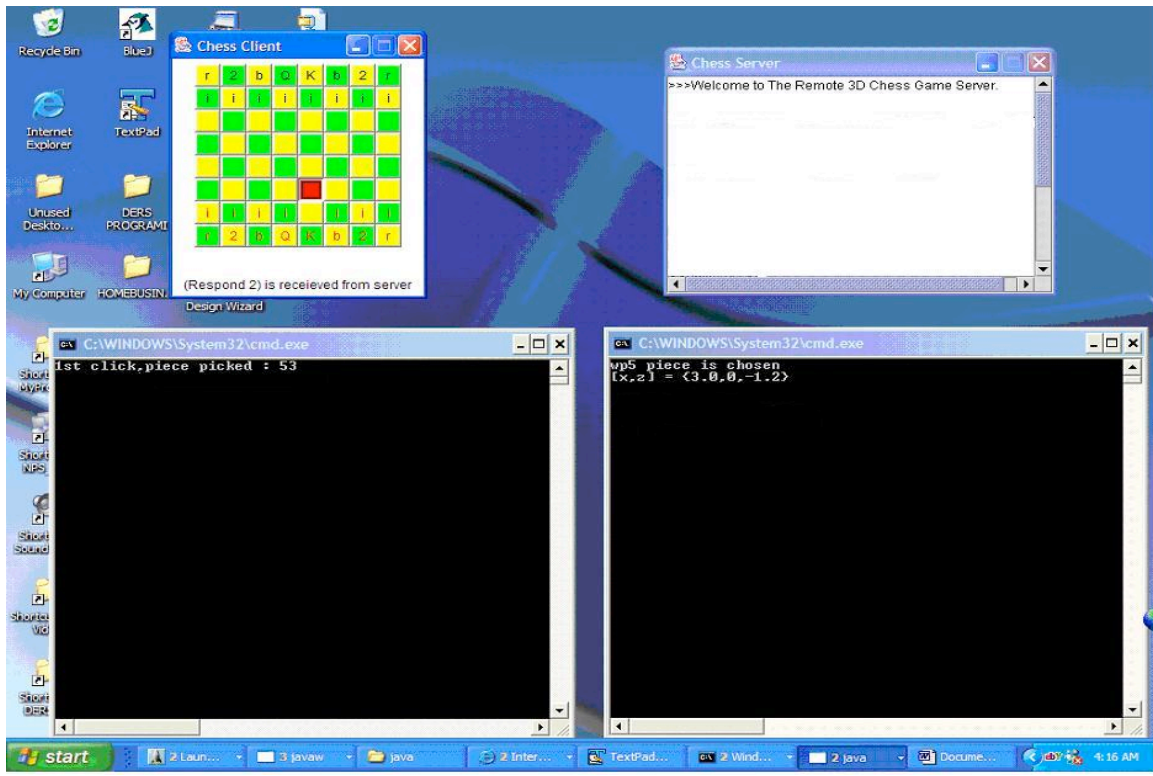 Recycle Bin
BlueJ
Internet Explorer
TextPad
Unused Deskto...
DERS PROGRAMI
My Computer
HOMEBUSIN.
Design Wizard
Chess Client
r 2 b Q K b 2 r
i i i i i i i i
i i i i i i i
r 2 b Q K b 2 r
(Respond 2) is receieved from server
Chess Server
>>>Welcome to The Remote 3D Chess Game Server.
C:\WINDOWS\System32\cmd.exe
1st click,piece picked : 53
C:\WINDOWS\System32\cmd.exe
wp5 piece is chosen
[x,z] = {3.0,0,-1.2}
start
2 Laun...
3 javaw
java
2 Inter...
TextPad...
2 Wind...
2 java
Docume...
4:16 AM